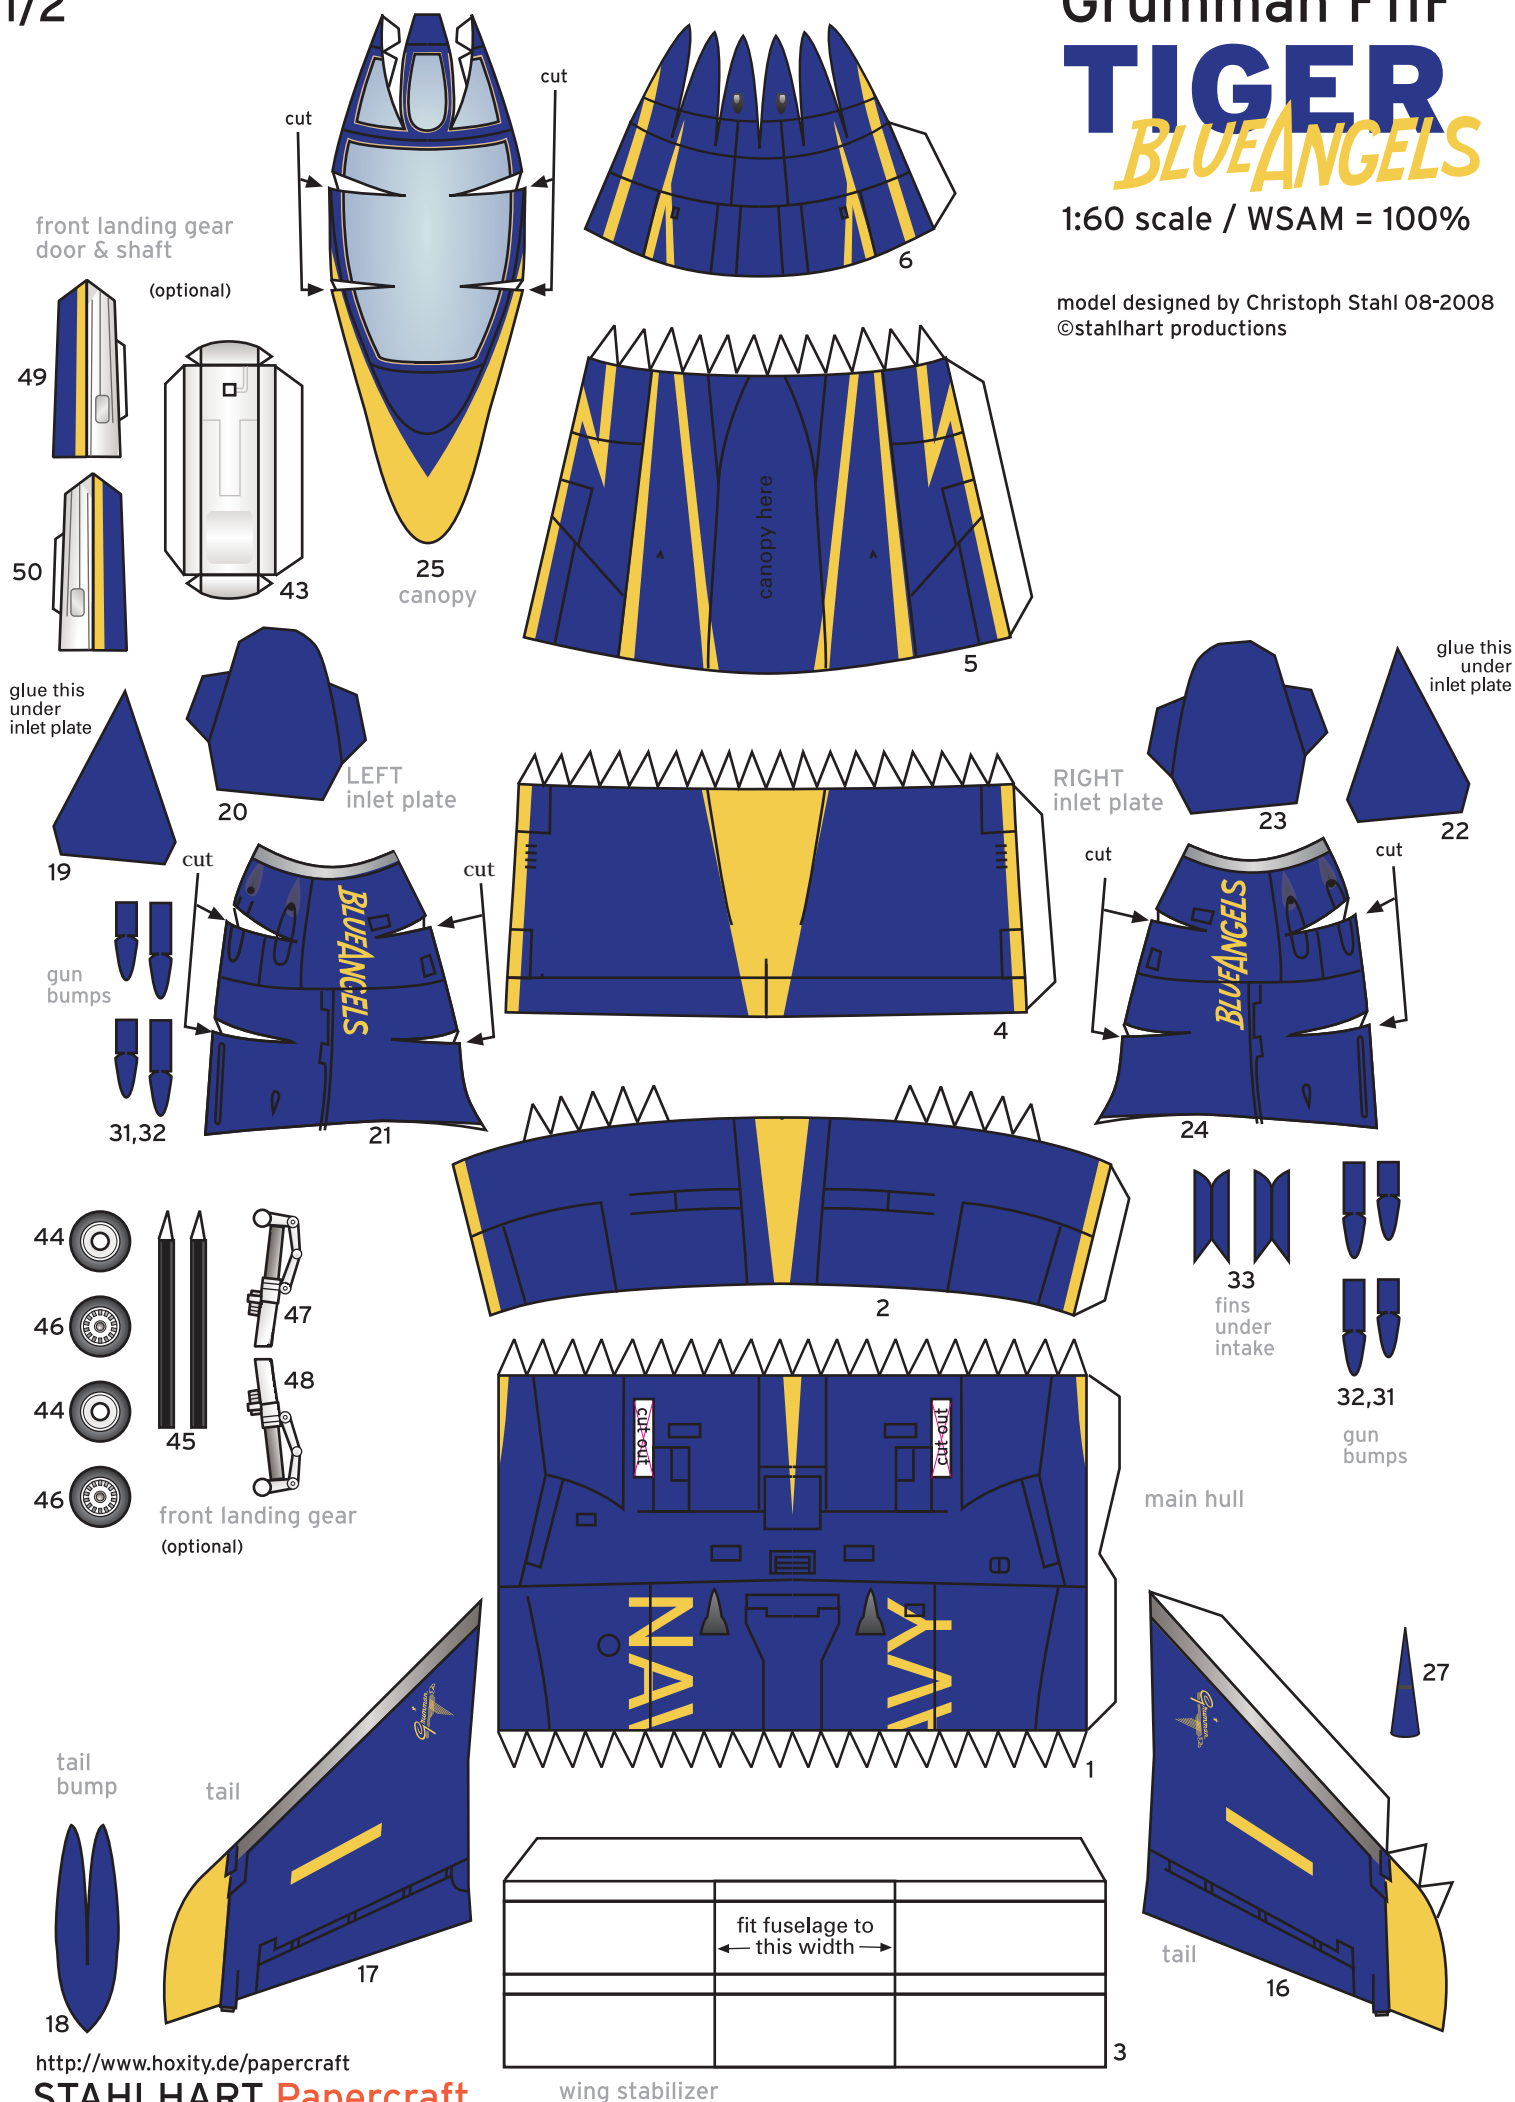 1/2
Grumman F11F
TIGER
BLUEANGELS
1:60 scale / WSAM = 100%
model designed by Christoph Stahl 08-2008
©stahlhart productions
cut
cut
6
front landing gear
door & shaft
(optional)
49
50
43
25
canopy
canopy here
5
glue this
under
inlet plate
19
20
LEFT
inlet plate
RIGHT
inlet plate
23
glue this
under
inlet plate
22
cut
cut
BLUEANGELS
gun
bumps
31,32
21
4
cut
cut
BLUEANGELS
24
44
46
44
46
45
47
48
front landing gear
(optional)
2
33
fins
under
intake
32,31
gun
bumps
cut out
cut out
main hull
NAV
AVY
1
Grumman
Grumman
27
tail
bump
18
tail
17
fit fuselage to
this width
3
wing stabilizer
tail
16
http://www.hoxity.de/papercraft
STAHLHART Papercraft